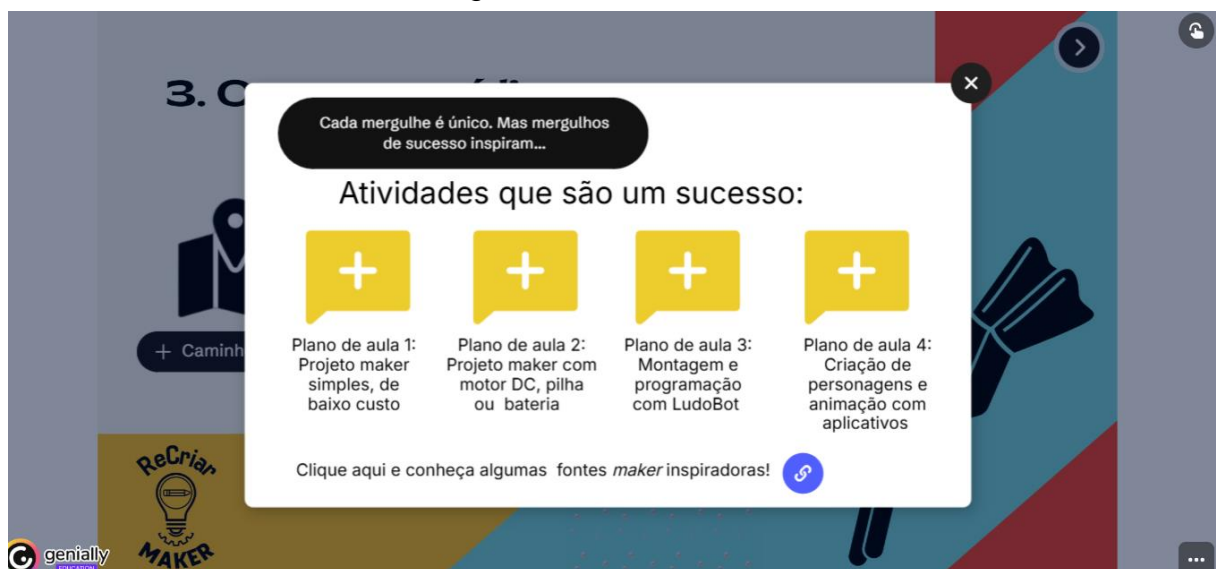 3. C
Cada mergulhe é único. Mas mergulhos
de sucesso inspiram...
Atividades que são um sucesso:
Plano de aula 1:
Projeto maker
simples, de
baixo custo
Plano de aula 2:
Projeto maker com
motor DC, pilha
ou bateria
Plano de aula 3:
Montagem e
programação
com LudoBot
Plano de aula 4:
Criação de
personagens e
animação com
aplicativos
+ Caminh
Clique aqui e conheça algumas fontes maker inspiradoras!
ReCriar
MAKER
genially
EDUCATION